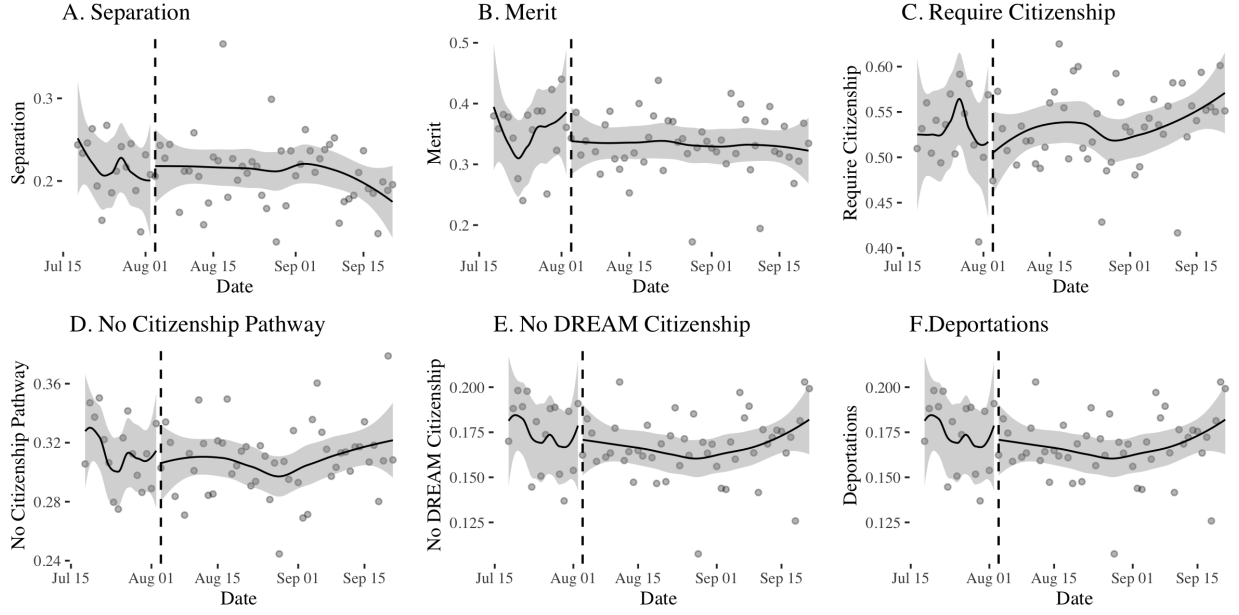 A. Separation
B. Merit
C. Require Citizenship
Separation
0.3
0.2
Jul 15 Aug 01 Aug 15 Sep 01 Sep 15
Date
Merit
0.5
0.4
0.3
0.2
Jul 15 Aug 01 Aug 15 Sep 01 Sep 15
Date
Require Citizenship
0.60
0.55
0.50
0.45
0.40
Jul 15 Aug 01 Aug 15 Sep 01 Sep 15
Date
D. No Citizenship Pathway
E. No DREAM Citizenship
F.Deportations
No Citizenship Pathway
0.36
0.32
0.28
0.24
Jul 15 Aug 01 Aug 15 Sep 01 Sep 15
Date
No DREAM Citizenship
0.200
0.175
0.150
0.125
Jul 15 Aug 01 Aug 15 Sep 01 Sep 15
Date
Deportations
0.200
0.175
0.150
0.125
Jul 15 Aug 01 Aug 15 Sep 01 Sep 15
Date